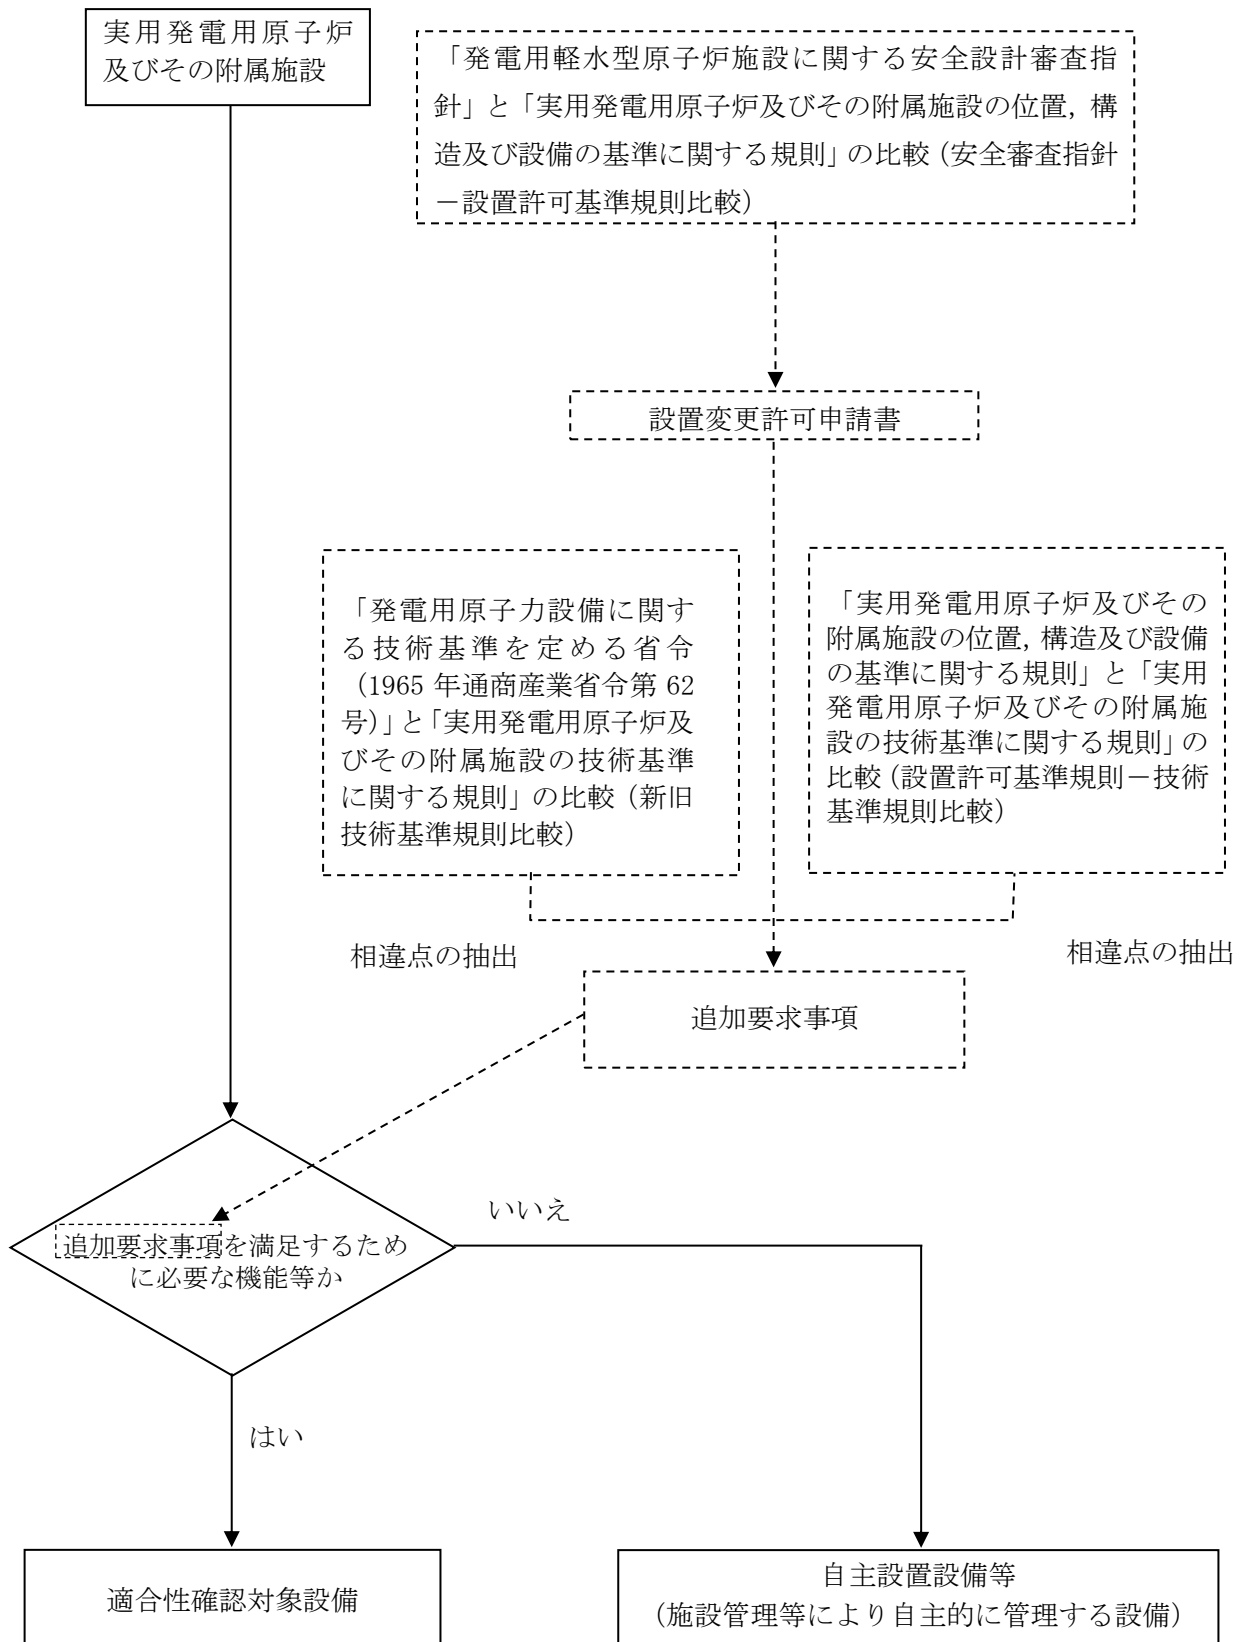 実用発電用原子炉
及びその附属施設
「発電用軽水型原子炉施設に関する安全設計審査指
針」と「実用発電用原子炉及びその附属施設の位置, 構
造及び設備の基準に関する規則」の比較(安全審査指針
－設置許可基準規則比較)
設置変更許可申請書
「発電用原子力設備に関す
る技術基準を定める省令
(1965 年通商産業省令第 62
号)」と「実用発電用原子炉及
びその附属施設の技術基準
に関する規則」の比較(新旧
技術基準規則比較)
「実用発電用原子炉及びその
附属施設の位置, 構造及び設備
の基準に関する規則」と「実用
発電用原子炉及びその附属施
設の技術基準に関する規則」の
比較(設置許可基準規則－技術
基準規則比較)
相違点の抽出
相違点の抽出
追加要求事項
追加要求事項を満足するため
に必要な機能等か
いいえ
はい
適合性確認対象設備
自主設置設備等
(施設管理等により自主的に管理する設備)